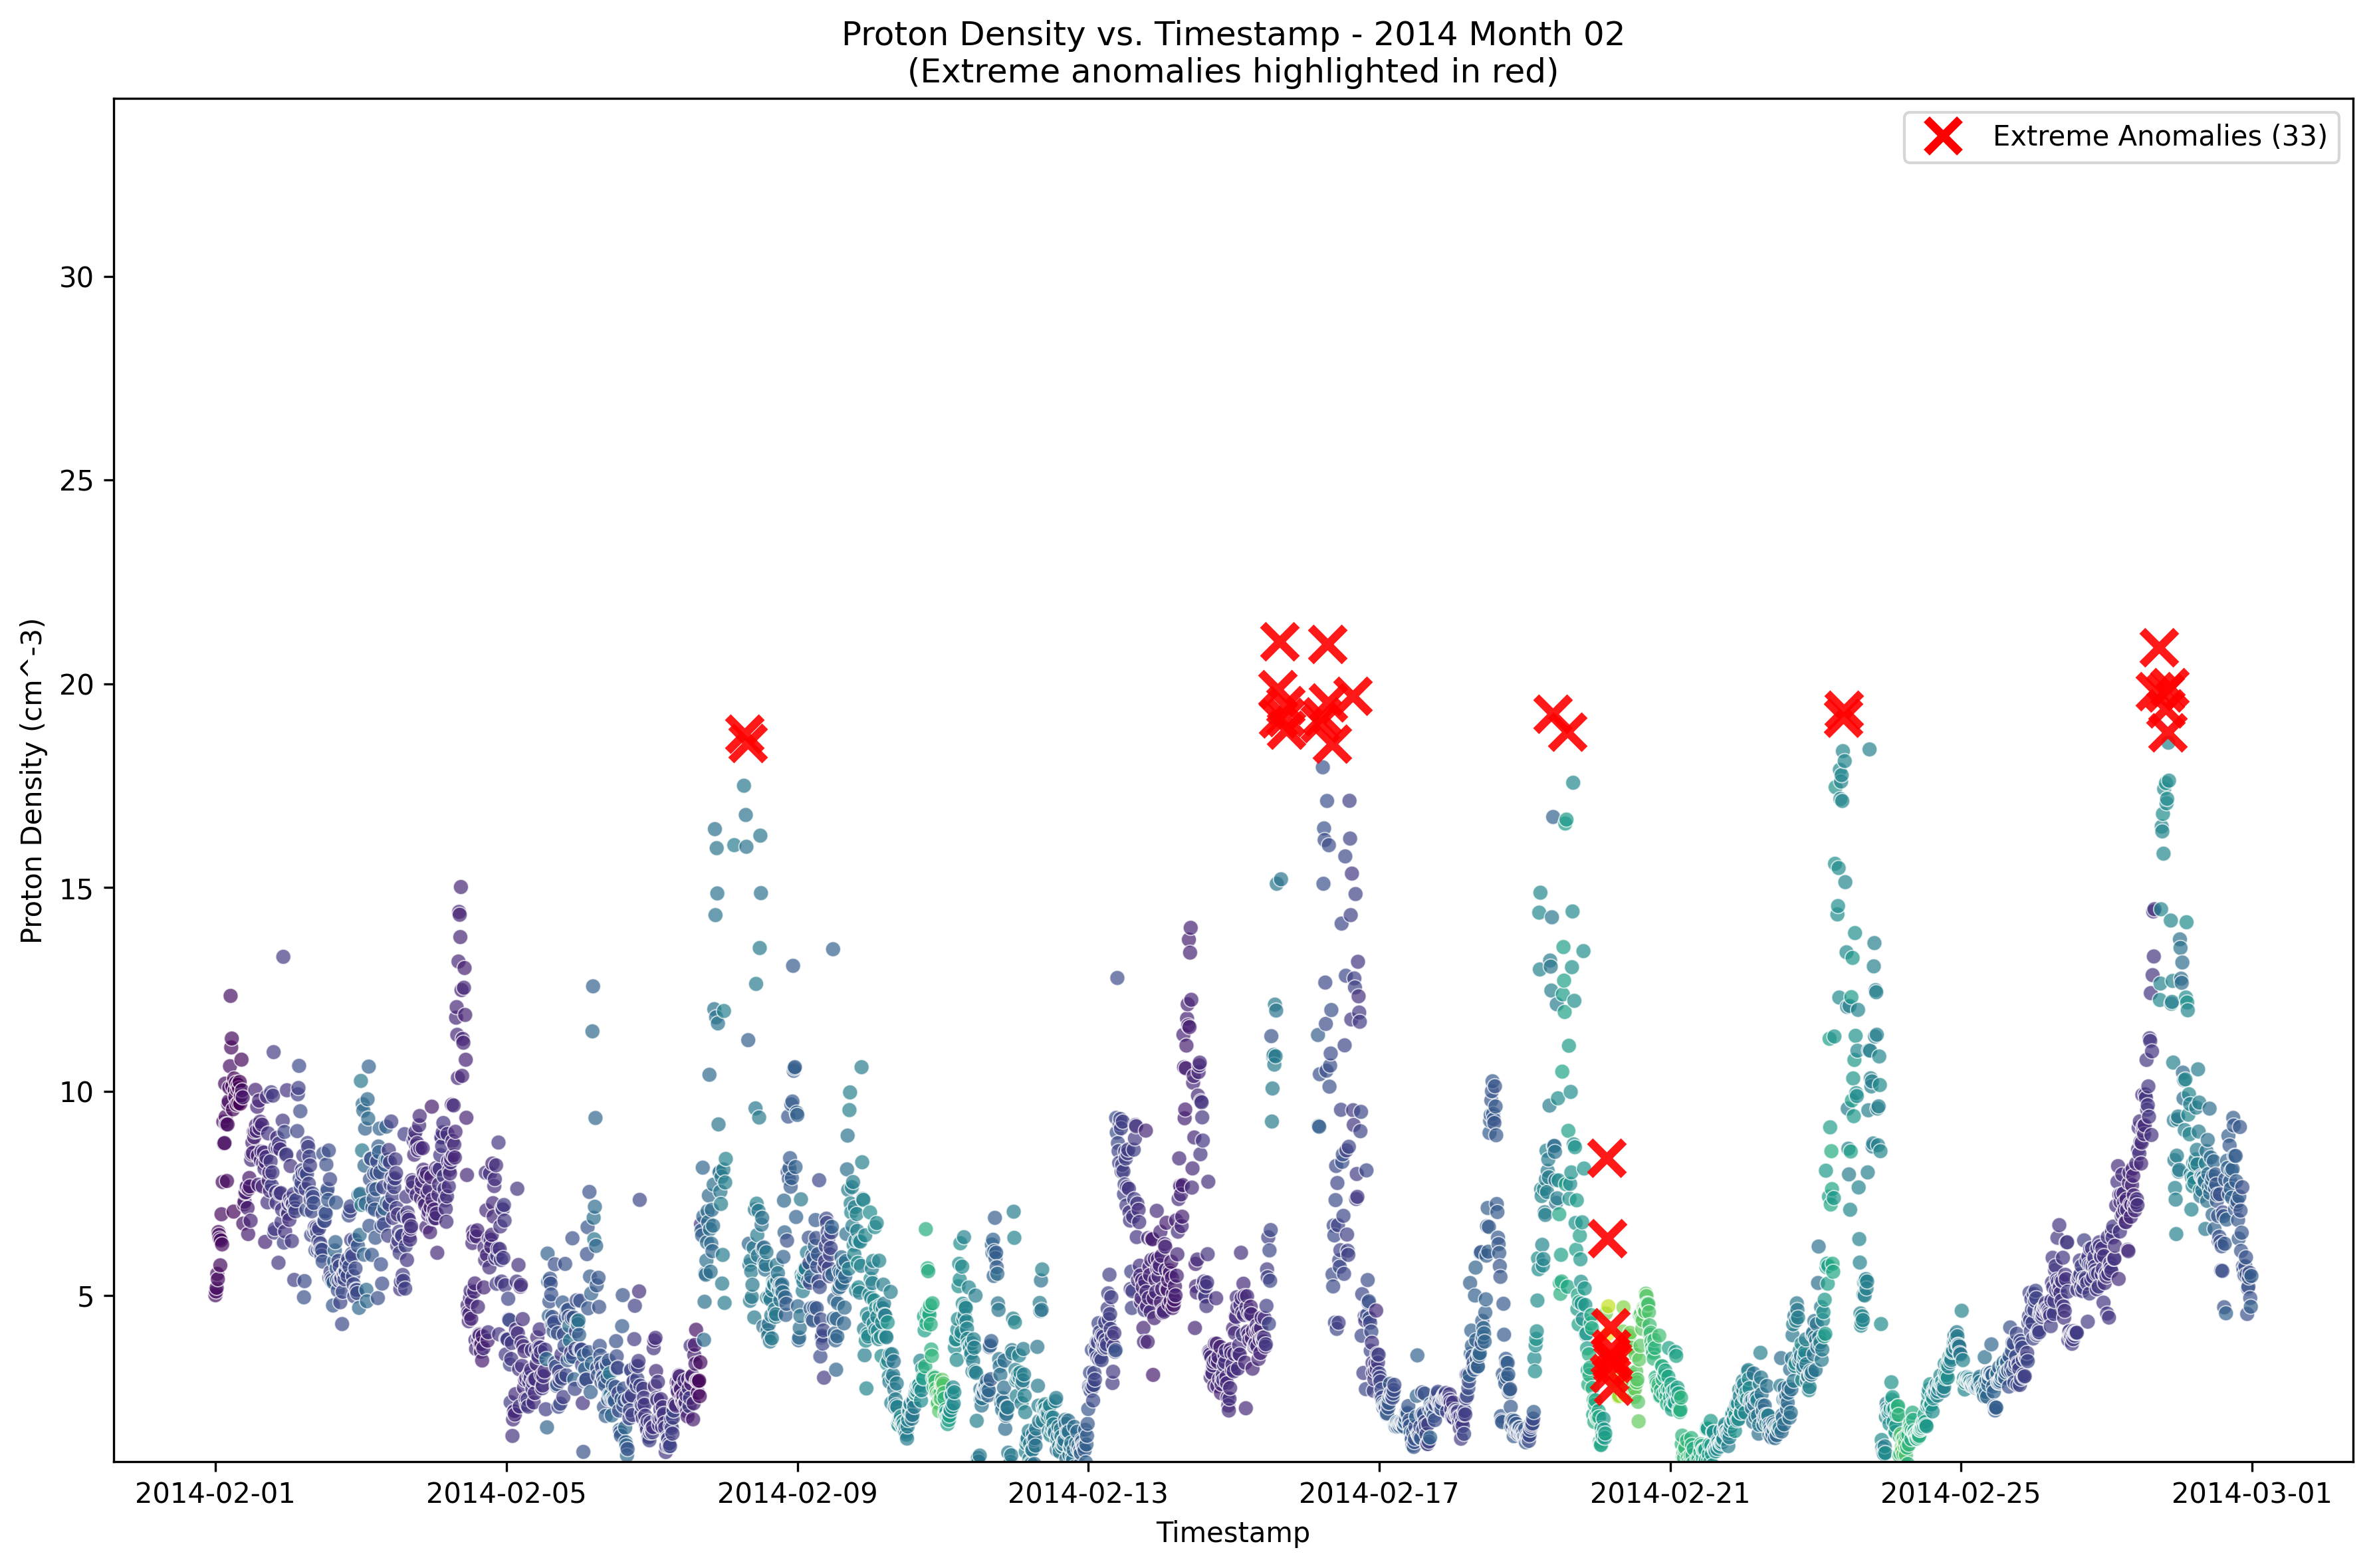 Proton Density vs. Timestamp - 2014 Month 02
(Extreme anomalies highlighted in red)
Extreme Anomalies (33)
Proton Density (cm^-3)
30
25
20
15
10
5
2014-02-01
2014-02-05
2014-02-09
2014-02-13
2014-02-17
2014-02-21
2014-02-25
2014-03-01
Timestamp